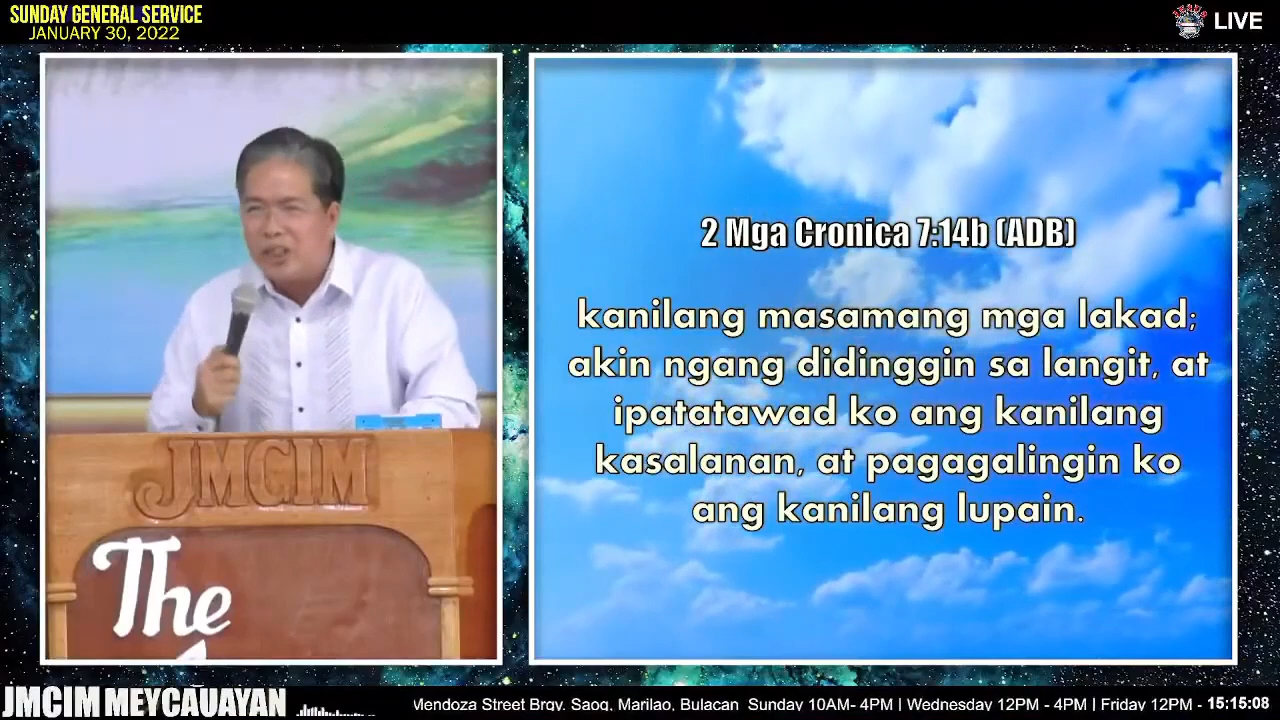 SUNDAY GENERAL SERVICE
JANUARY 30, 2022
LIVE
2 Mga Cronica 7:14b (ADB)
kanilang masamang mga lakad;
akin ngang didinggin sa langit, at
ipatatawad ko ang kanilang
kasalanan, at pagagalingin ko
ang kanilang lupain.
JMCIM
The
JMCIM MEYCAUAYAN
Mendoza Street Brgy. Saog, Marilao, Bulacan Sunday 10AM- 4PM | Wednesday 12PM - 4PM | Friday 12PM -
15:15:08